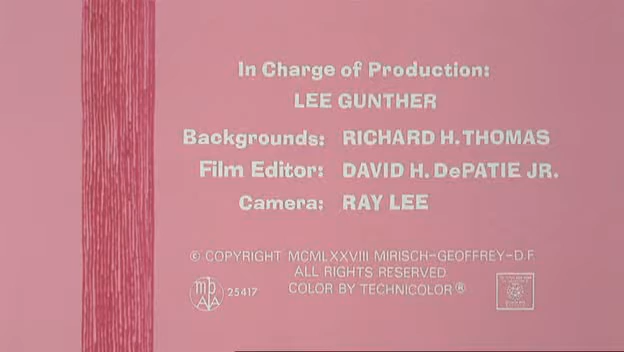 In Charge of Production:
LEE GUNTHER
Backgrounds: RICHARD H. THOMAS
Film Editor: DAVID H. DePATIE JR.
Camera: RAY LEE
© COPYRIGHT MCMLXXVIII MIRISCH-GEOFFREY-D.F.
ALL RIGHTS RESERVED
COLOR BY TECHNICOLOR®
MPAA 25417